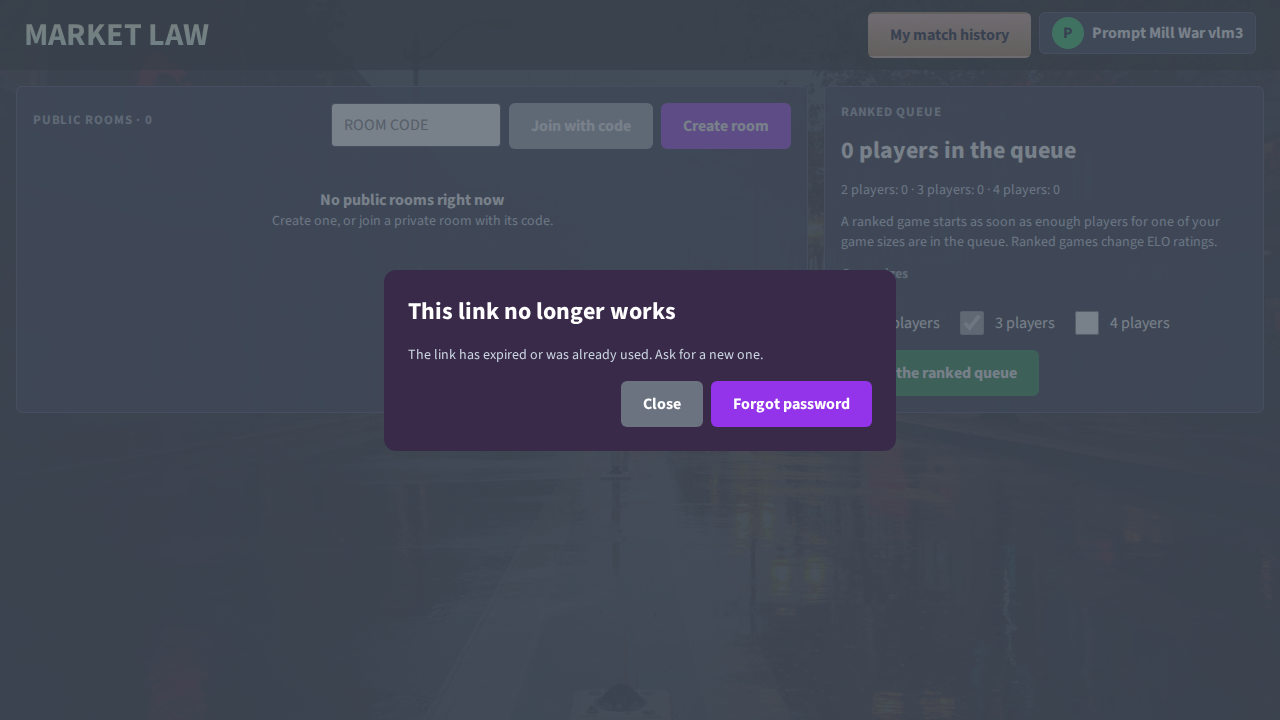 MARKET LAW
My match history
P
Prompt Mill War vlm3
PUBLIC ROOMS · 0
ROOM CODE
Join with code
Create room
No public rooms right now
Create one, or join a private room with its code.
RANKED QUEUE
0 players in the queue
2 players: 0 · 3 players: 0 · 4 players: 0
A ranked game starts as soon as enough players for one of your
game sizes are in the queue. Ranked games change ELO ratings.
players
3 players
4 players
the ranked queue
This link no longer works
The link has expired or was already used. Ask for a new one.
Close
Forgot password